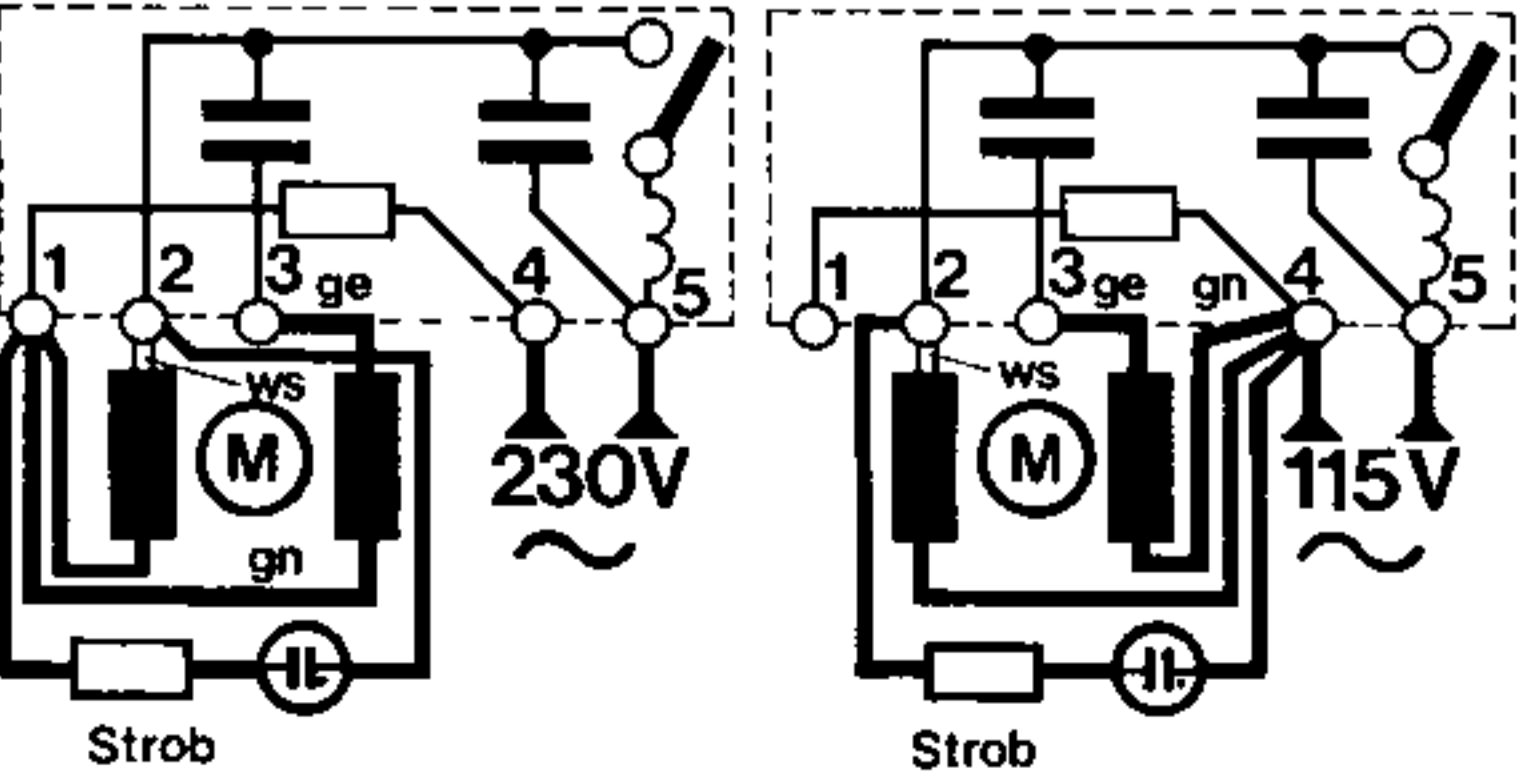 1 2 3 ge 4 5
ws
M
230V
gn
Strob
1 2 3 ge gn 4 5
ws
M
115V
Strob